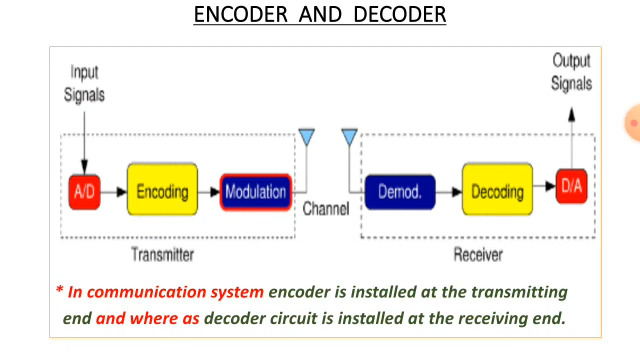 ENCODER AND DECODER
Input
Signals
Output
Signals
A/D
Encoding
Modulation
Channel
Demod.
Decoding
D/A
Transmitter
Receiver
* In communication system encoder is installed at the transmitting
end and where as decoder circuit is installed at the receiving end.